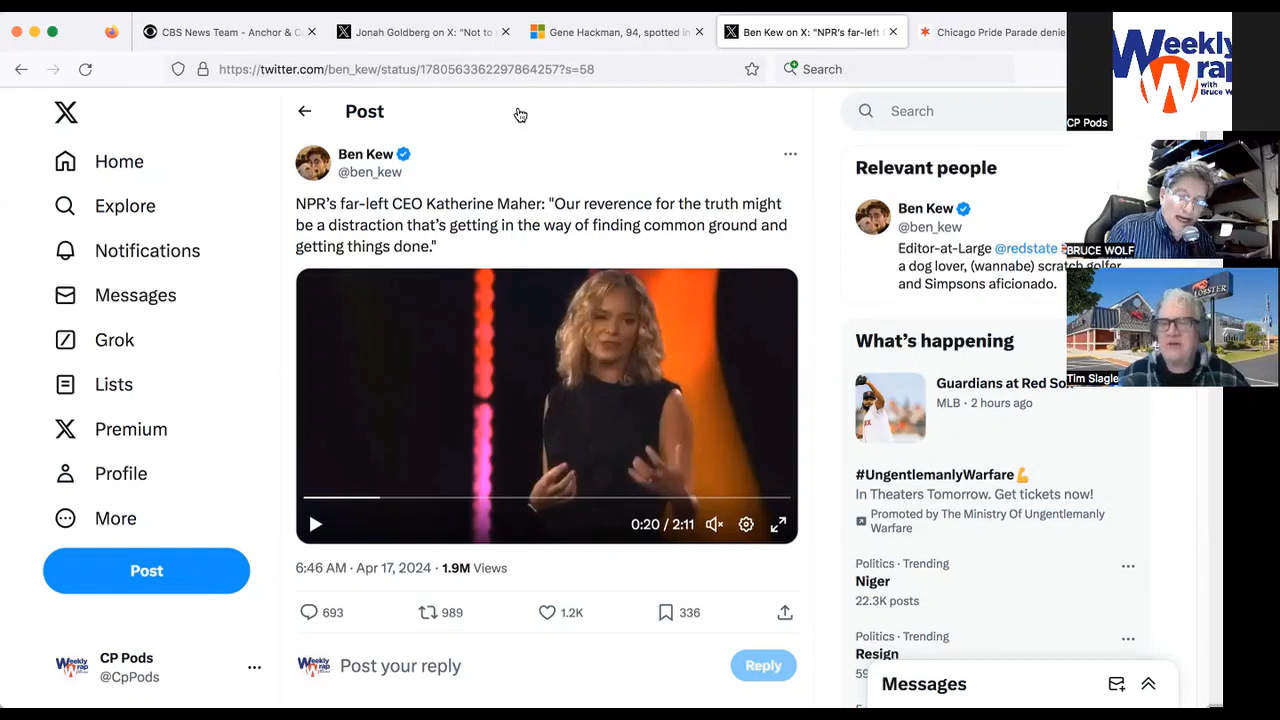 CBS News Team - Anchor & C
Jonah Goldberg on X: "Not to
Gene Hackman, 94, spotted in
Ben Kew on X: "NPR's far-left
Chicago Pride Parade denie
https://twitter.com/ben_kew/status/1780563362297864257?s=58
Search
Weekly
Wrap
with
Bruce W
CP Pods
BRUCE WOLF
LOBSTER
Tim Slagle
Home
Explore
Notifications
Messages
Grok
Lists
Premium
Profile
More
Post
CP Pods
@CpPods
Post
Ben Kew
@ben_kew
NPR's far-left CEO Katherine Maher: "Our reverence for the truth might
be a distraction that's getting in the way of finding common ground and
getting things done."
0:20 / 2:11
6:46 AM · Apr 17, 2024 · 1.9M Views
693
989
1.2K
336
Weekly
Post your reply
Reply
Search
Relevant people
Ben Kew
@ben_kew
Editor-at-Large @redstate
a dog lover, (wannabe) scratch golfer
and Simpsons aficionado.
What's happening
Guardians at Red Sox
MLB · 2 hours ago
#UngentlemanlyWarfare
In Theaters Tomorrow. Get tickets now!
Promoted by The Ministry Of Ungentlemanly
Warfare
Politics · Trending
Niger
22.3K posts
Politics · Trending
Resign
Messages